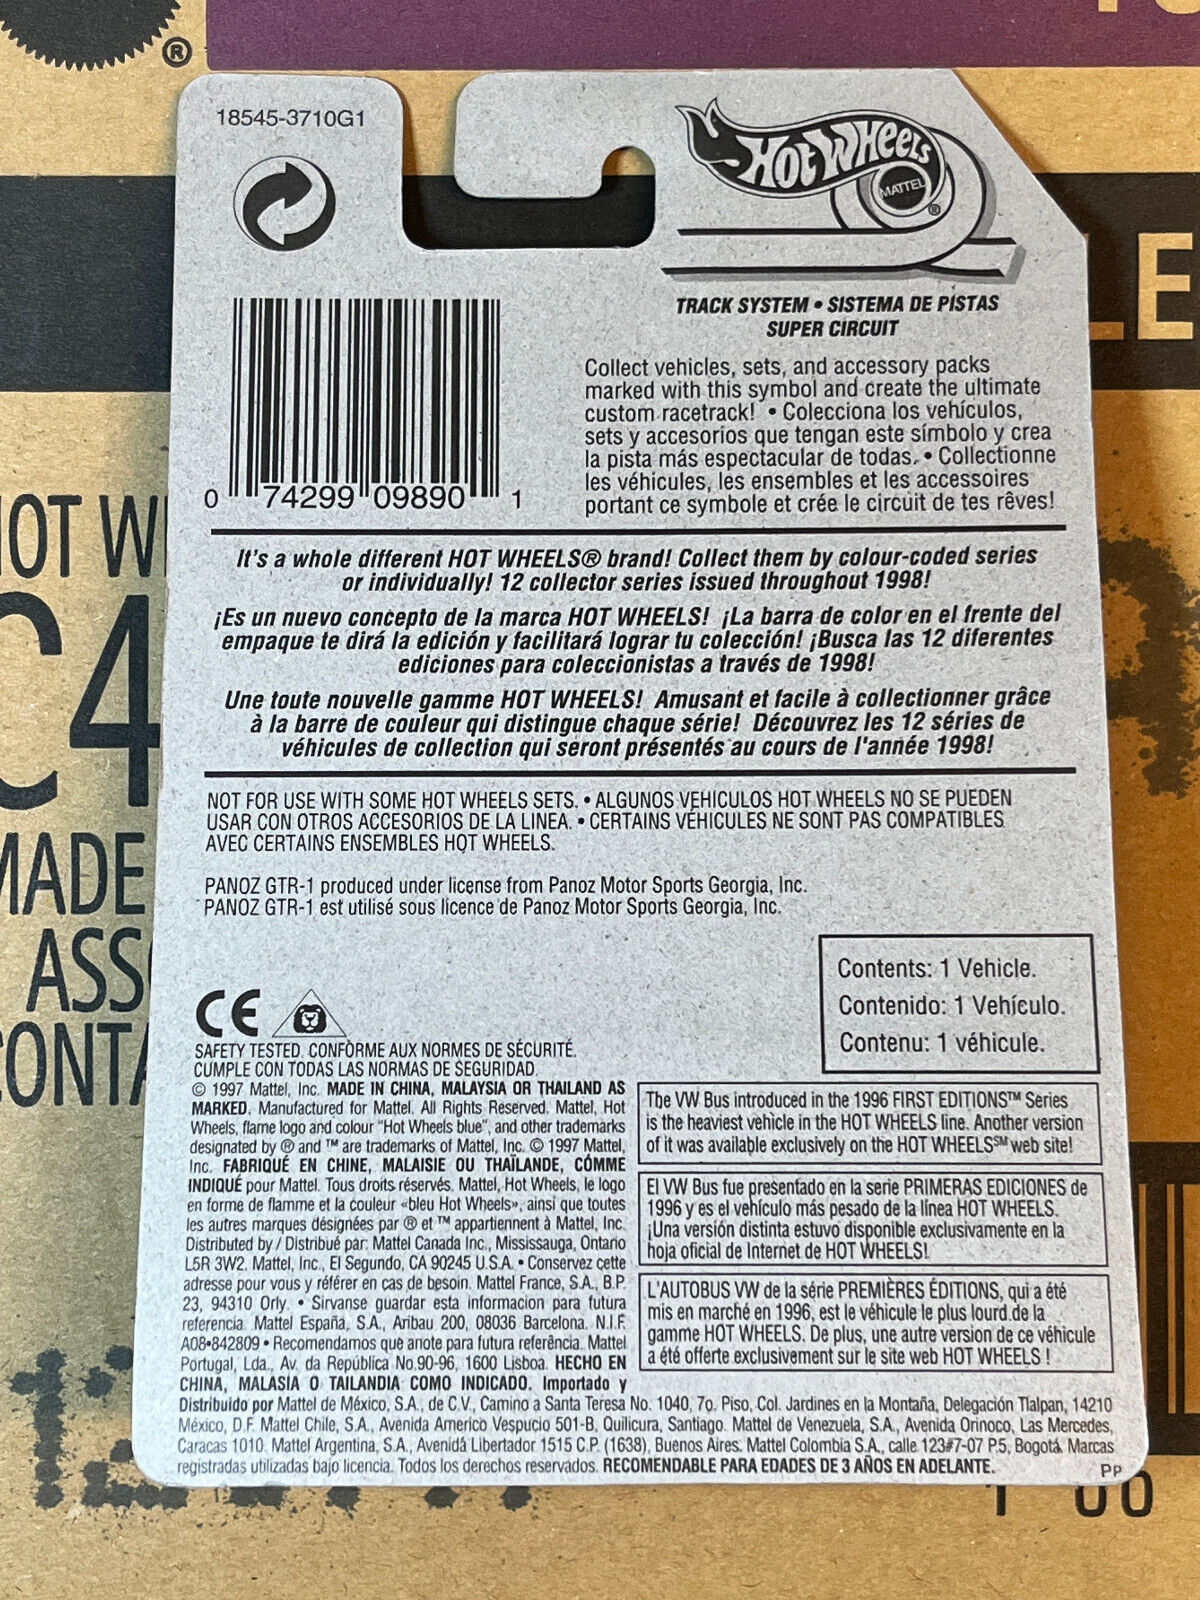 ®
18545-3710G1
HOT WHEELS
MATTEL
®
TRACK SYSTEM • SISTEMA DE PISTAS
SUPER CIRCUIT
Collect vehicles, sets, and accessory packs
marked with this symbol and create the ultimate
custom racetrack! • Colecciona los vehículos,
sets y accesorios que tengan este símbolo y crea
la pista más espectacular de todas. • Collectionne
les véhicules, les ensembles et les accessoires
portant ce symbole et crée le circuit de tes rêves!
0 74299 09890 1
It's a whole different HOT WHEELS® brand! Collect them by colour-coded series
or individually! 12 collector series issued throughout 1998!
¡Es un nuevo concepto de la marca HOT WHEELS! ¡La barra de color en el frente del
empaque te dirá la edición y facilitará lograr tu colección! ¡Busca las 12 diferentes
ediciones para coleccionistas a través de 1998!
Une toute nouvelle gamme HOT WHEELS! Amusant et facile à collectionner grâce
à la barre de couleur qui distingue chaque série! Découvrez les 12 séries de
véhicules de collection qui seront présentés au cours de l'année 1998!
NOT FOR USE WITH SOME HOT WHEELS SETS. • ALGUNOS VEHICULOS HOT WHEELS NO SE PUEDEN
USAR CON OTROS ACCESORIOS DE LA LINEA. • CERTAINS VÉHICULES NE SONT PAS COMPATIBLES
AVEC CERTAINS ENSEMBLES HOT WHEELS.
PANOZ GTR-1 produced under license from Panoz Motor Sports Georgia, Inc.
PANOZ GTR-1 est utilisé sous licence de Panoz Motor Sports Georgia, Inc.
Contents: 1 Vehicle.
Contenido: 1 Vehículo.
Contenu: 1 véhicule.
CE
SAFETY TESTED. CONFORME AUX NORMES DE SÉCURITÉ.
CUMPLE CON TODAS LAS NORMAS DE SEGURIDAD.
© 1997 Mattel, Inc. MADE IN CHINA, MALAYSIA OR THAILAND AS
MARKED. Manufactured for Mattel. All Rights Reserved. Mattel, Hot
Wheels, flame logo and colour "Hot Wheels blue", and other trademarks
designated by ® and ™ are trademarks of Mattel, Inc. © 1997 Mattel,
Inc. FABRIQUÉ EN CHINE, MALAISIE OU THAÏLANDE, COMME
INDIQUÉ pour Mattel. Tous droits réservés. Mattel, Hot Wheels, le logo
en forme de flamme et la couleur «bleu Hot Wheels», ainsi que toutes
les autres marques désignées par ® et ™ appartiennent à Mattel, Inc.
Distributed by / Distribué par: Mattel Canada Inc., Mississauga, Ontario
L5R 3W2. Mattel, Inc., El Segundo, CA 90245 U.S.A. • Conservez cette
adresse pour vous y référer en cas de besoin. Mattel France, S.A., B.P.
23, 94310 Orly. • Sirvanse guardar esta informacion para futura
referencia. Mattel España, S.A., Aribau 200, 08036 Barcelona. N.I.F.
A08•842809 • Recomendamos que anote para futura referência. Mattel
Portugal, Lda., Av. da República No.90-96, 1600 Lisboa. HECHO EN
CHINA, MALASIA O TAILANDIA COMO INDICADO. Importado y
Distribuido por Mattel de México, S.A., de C.V., Camino a Santa Teresa No. 1040, 7o. Piso, Col. Jardines en la Montaña, Delegación Tlalpan, 14210
México, D.F. Mattel Chile, S.A., Avenida Americo Vespucio 501-B, Quilicura, Santiago. Mattel de Venezuela, S.A., Avenida Orinoco, Las Mercedes,
Caracas 1010. Mattel Argentina, S.A., Avenida Libertador 1515 C.P. (1638), Buenos Aires. Mattel Colombia S.A., calle 123#7-07 P.5, Bogotá. Marcas
registradas utilizadas bajo licencia. Todos los derechos reservados. RECOMENDABLE PARA EDADES DE 3 AÑOS EN ADELANTE.
PP
The VW Bus introduced in the 1996 FIRST EDITIONS™ Series
is the heaviest vehicle in the HOT WHEELS line. Another version
of it was available exclusively on the HOT WHEELS℠ web site!
El VW Bus fue presentado en la serie PRIMERAS EDICIONES de
1996 y es el vehículo más pesado de la línea HOT WHEELS.
¡Una versión distinta estuvo disponible exclusivamente en la
hoja oficial de Internet de HOT WHEELS!
L'AUTOBUS VW de la série PREMIÈRES ÉDITIONS, qui a été
mis en marché en 1996, est le véhicule le plus lourd de la
gamme HOT WHEELS. De plus, une autre version de ce véhicule
a été offerte exclusivement sur le site web HOT WHEELS !
LE
OT W
C4
MADE
ASS
CONTA